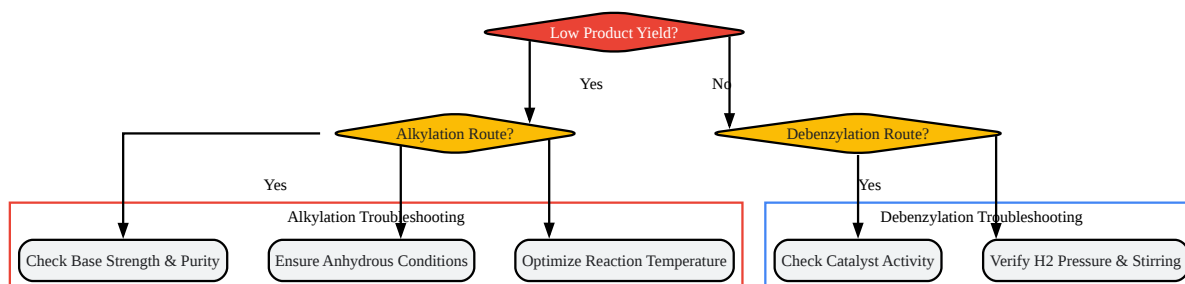 Low Product Yield?
Yes
No
Alkylation Route?
Debenzylation Route?
Yes
Yes
Alkylation Troubleshooting
Debenzylation Troubleshooting
Check Base Strength & Purity
Ensure Anhydrous Conditions
Optimize Reaction Temperature
Check Catalyst Activity
Verify H2 Pressure & Stirring